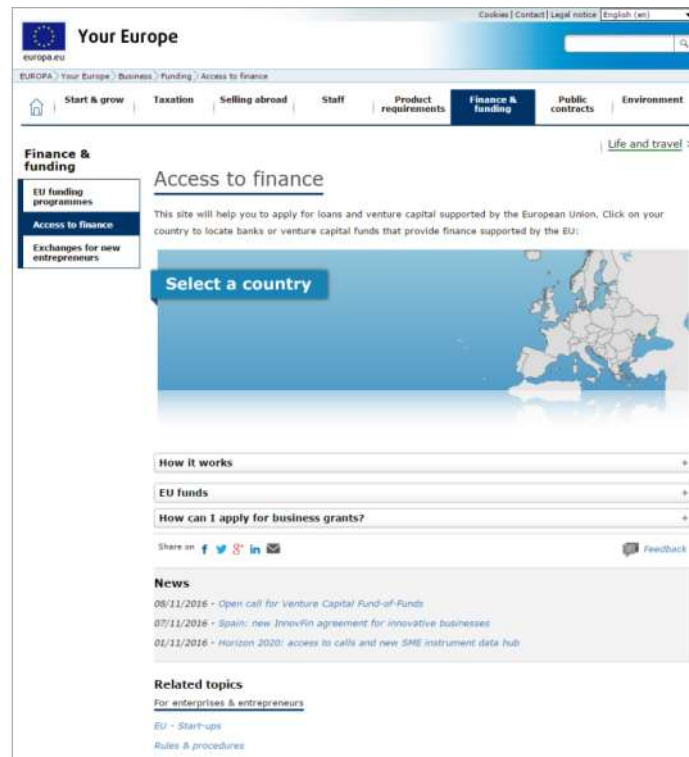 Cookies | Contact | Legal notice English (en)
Your Europe
europa.eu
EUROPA > Your Europe > Business > Funding > Access to finance
Start & grow
Taxation
Selling abroad
Staff
Product
requirements
Finance &
funding
Public
contracts
Environment
Life and travel >
Finance &
funding
EU funding
programmes
Access to finance
Exchanges for new
entrepreneurs
Access to finance
This site will help you to apply for loans and venture capital supported by the European Union. Click on your
country to locate banks or venture capital funds that provide finance supported by the EU:
Select a country
How it works +
EU funds +
How can I apply for business grants? +
Share on
Feedback
News
08/11/2016 - Open call for Venture Capital Fund-of-Funds
07/11/2016 - Spain: new InnovFin agreement for innovative businesses
01/11/2016 - Horizon 2020: access to calls and new SME instrument data hub
Related topics
For enterprises & entrepreneurs
EU - Start-ups
Rules & procedures